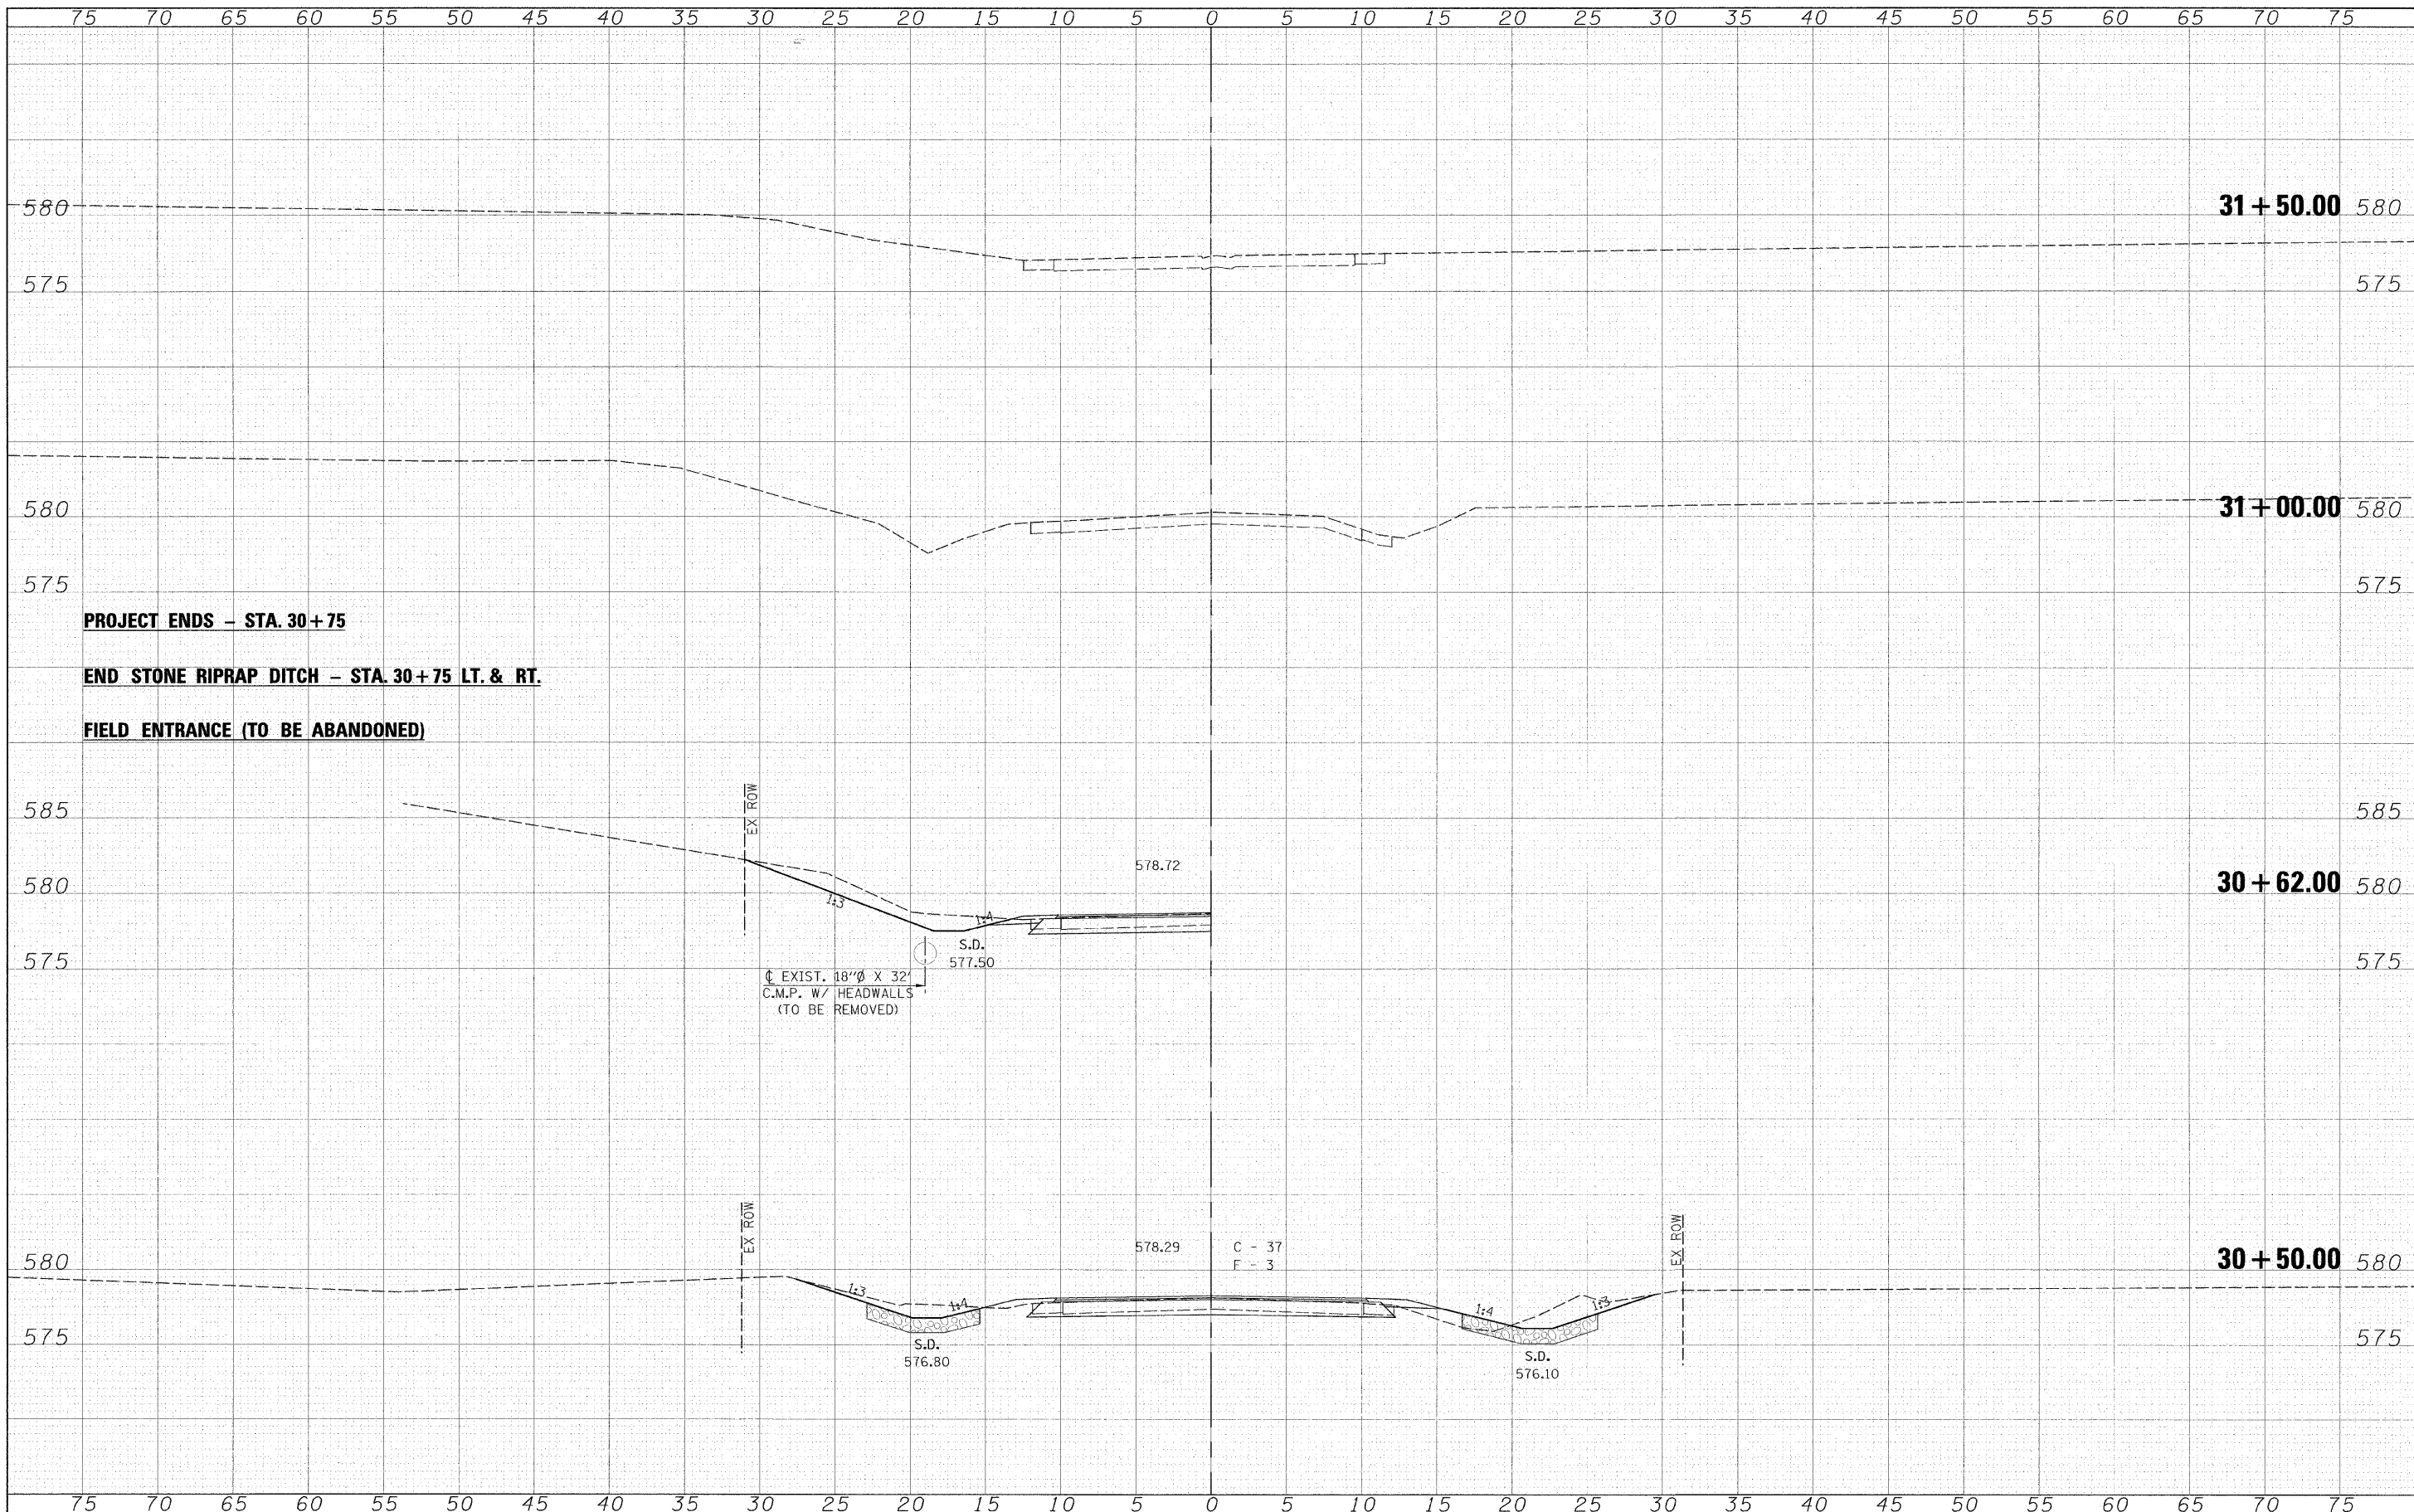 75 70 65 60 55 50 45 40 35 30 25 20 15 10 5 0 5 10 15 20 25 30 35 40 45 50 55 60 65 70 75
580 31+50.00 580
575 575
580 31+00.00 580
575 575
PROJECT ENDS – STA. 30+75
END STONE RIPRAP DITCH – STA. 30+75 LT. & RT.
FIELD ENTRANCE (TO BE ABANDONED)
EX ROW
585 585
578.72
580 30+62.00 580
1:3
1:4
S.D.
577.50
575 575
℄ EXIST. 18"Ø X 32'
C.M.P. W/ HEADWALLS
(TO BE REMOVED)
EX ROW
EX ROW
578.29 C - 37
F - 3
580 30+50.00 580
1:3
1:4
1:4
1:3
575 575
S.D.
576.80
S.D.
576.10
75 70 65 60 55 50 45 40 35 30 25 20 15 10 5 0 5 10 15 20 25 30 35 40 45 50 55 60 65 70 75